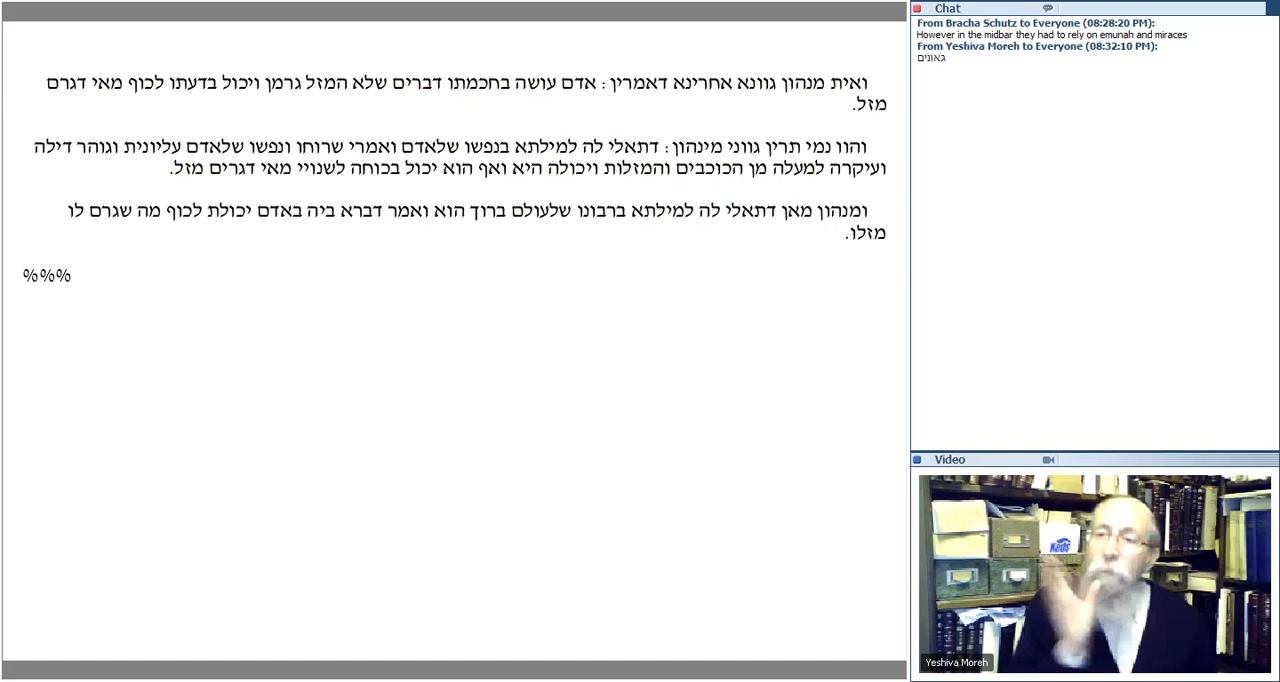 ואית מנהון גוונא אחרינא דאמרין : אדם עושה בחכמתו דברים שלא המזל גרמן ויכול בדעתו לכוף מאי דגרם
מזל.
והוו נמי תרין גווני מינהון : דתאלי לה למילתא בנפשו שלאדם ואמרי שרוחו ונפשו שלאדם עליונית וגוהר דילה
ועיקרה למעלה מן הכוכבים והמזלות ויכולה היא ואף הוא יכול בכוחה לשנויי מאי דגרים מזל.
ומנהון מאן דתאלי לה למילתא ברבונו שלעולם ברוך הוא ואמר דברא ביה באדם יכולת לכוף מה שגרם לו
מזלו.
%%%
Chat
From Bracha Schutz to Everyone (08:28:20 PM):
However in the midbar they had to rely on emunah and miraces
From Yeshiva Moreh to Everyone (08:32:10 PM):
גאונים
Video
Keds
Yeshiva Moreh